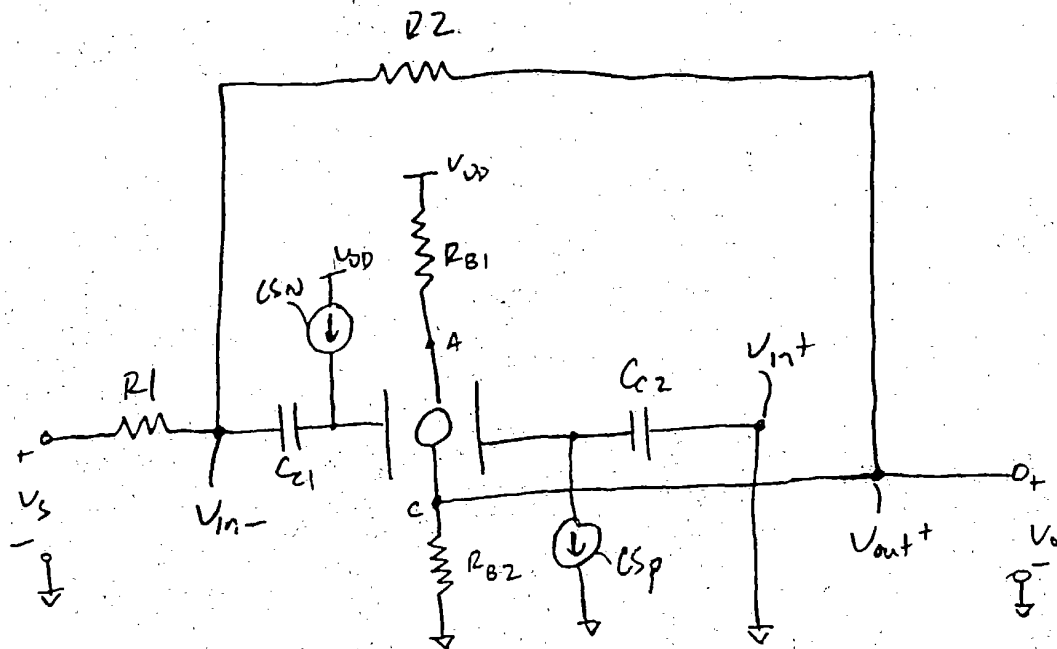 R2
VDD
RB1
VDD
CSN
A
R1
CC2
Vin+
+
CC1
Vs
Vin-
C
+
-
RB2
CSP
Vout+
Vo
-